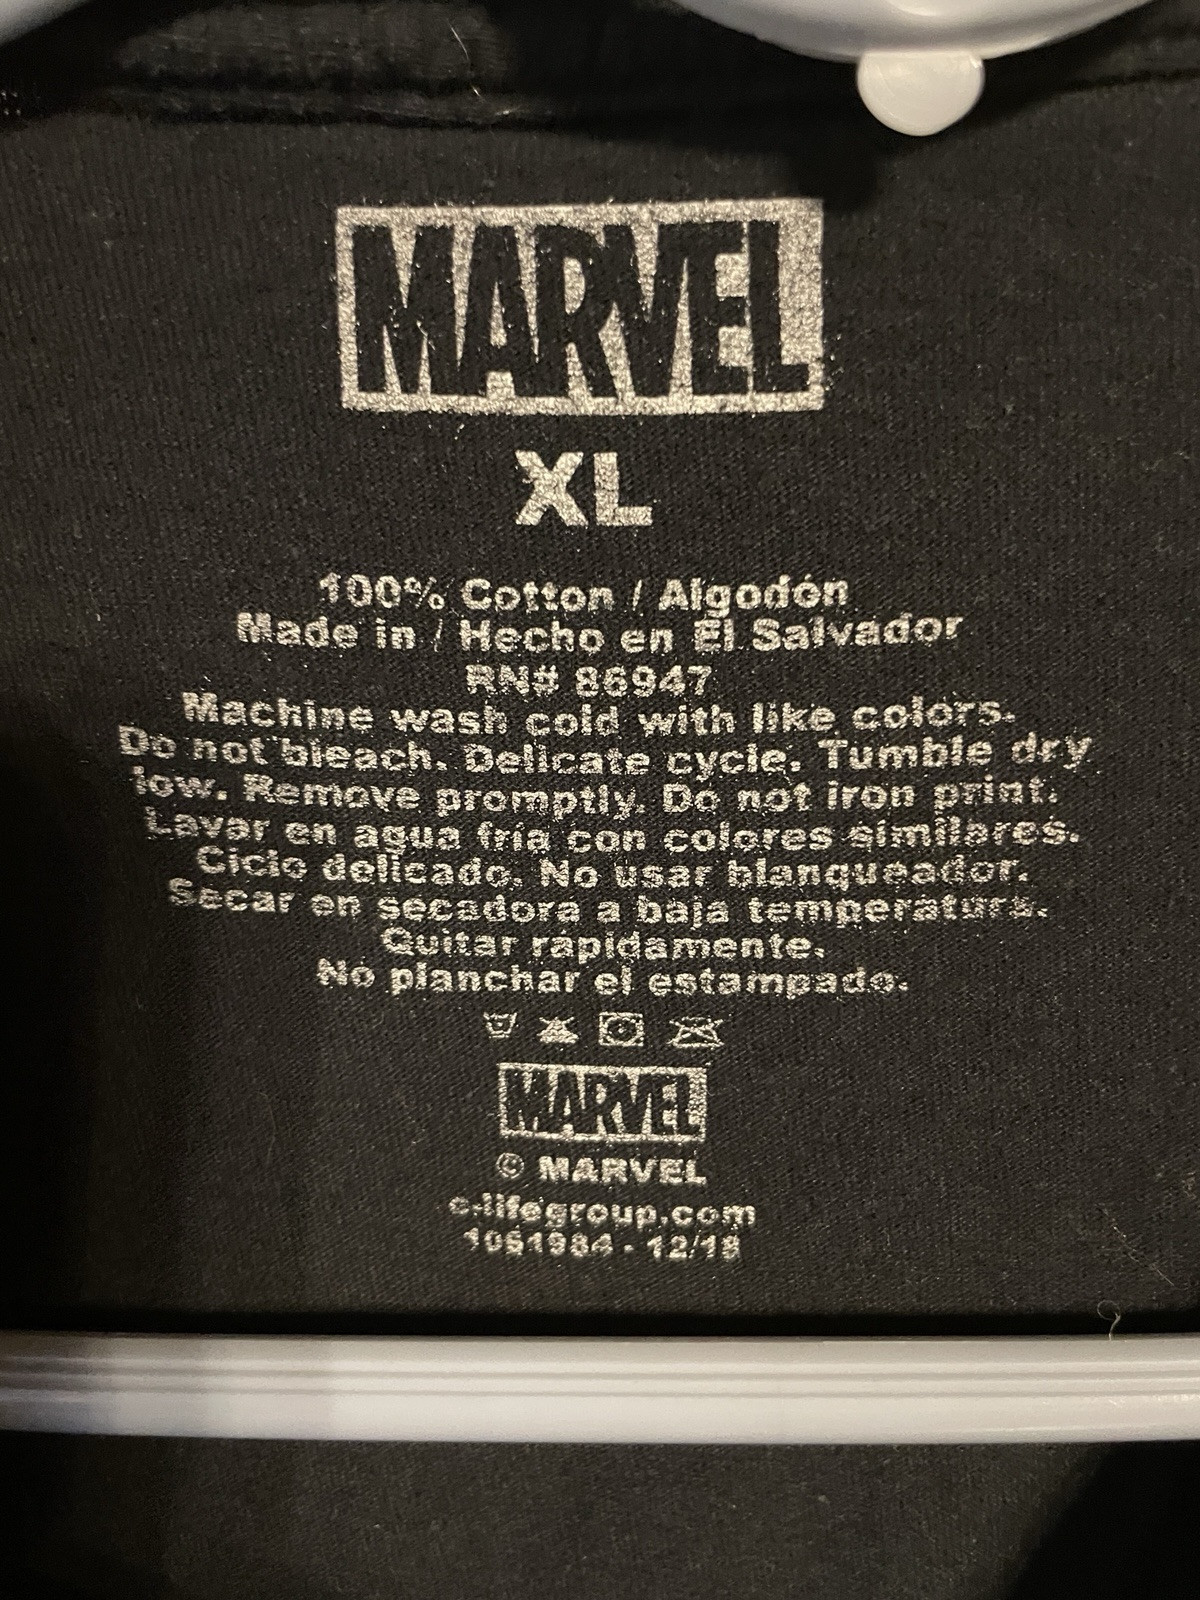 MARVEL
XL
100% Cotton / Algodón
Made in / Hecho en El Salvador
RN# 86947
Machine wash cold with like colors.
Do not bleach. Delicate cycle. Tumble dry
low. Remove promptly. Do not iron print.
Lavar en agua fría con colores similares.
Ciclo delicado. No usar blanqueador.
Secar en secadora a baja temperatura.
Quitar rápidamente.
No planchar el estampado.
MARVEL
© MARVEL
c-lifegroup.com
1061984 - 12/18